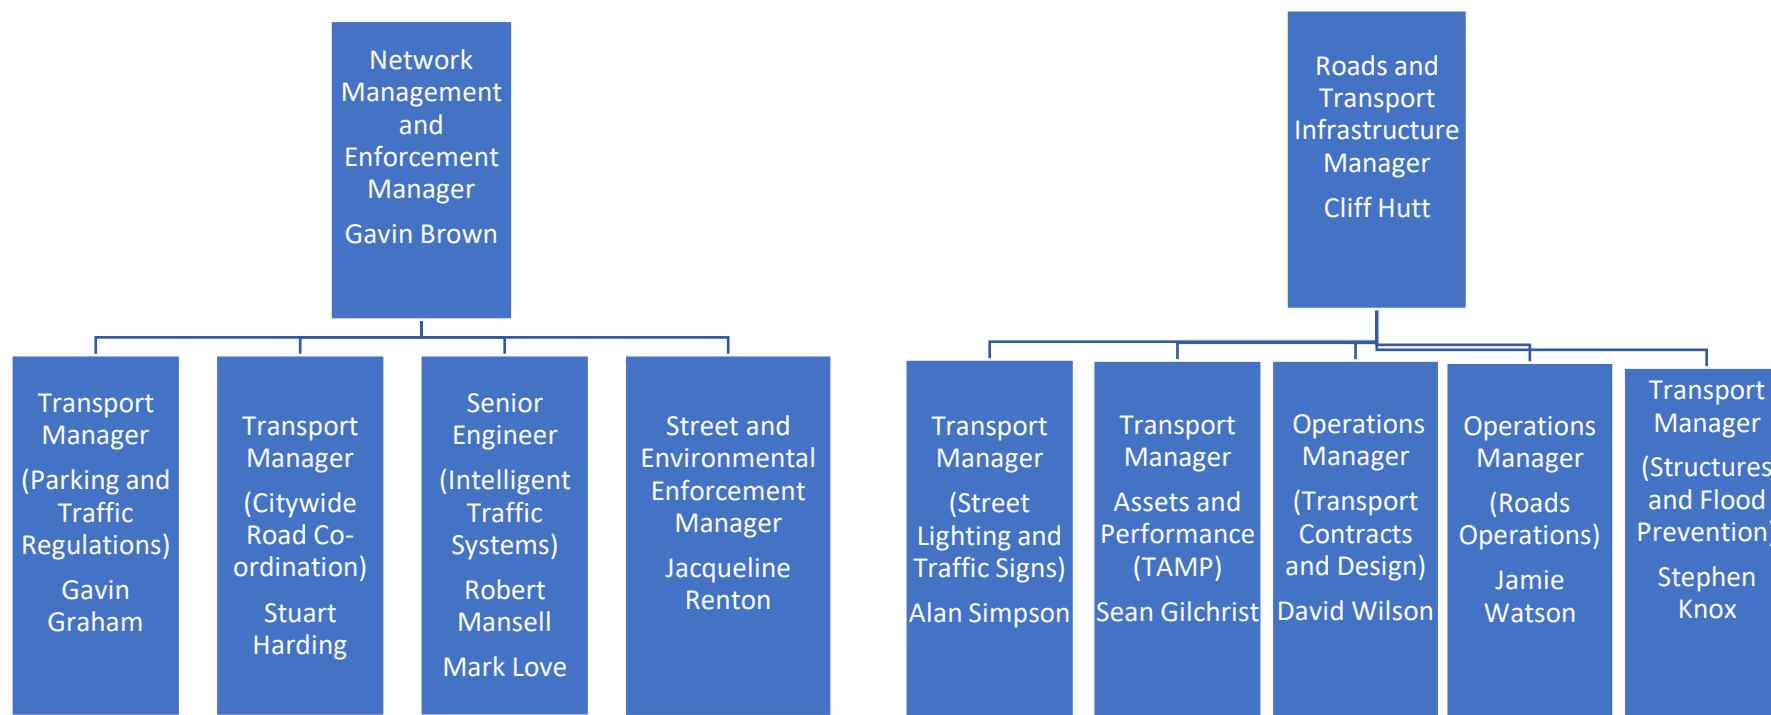 Network
Management
and
Enforcement
Manager
Gavin Brown
Roads and
Transport
Infrastructure
Manager
Cliff Hutt
Transport
Manager
(Parking and
Traffic
Regulations)
Gavin
Graham
Transport
Manager
(Citywide
Road Co-
ordination)
Stuart
Harding
Senior
Engineer
(Intelligent
Traffic
Systems)
Robert
Mansell
Mark Love
Street and
Environmental
Enforcement
Manager
Jacqueline
Renton
Transport
Manager
(Street
Lighting and
Traffic Signs)
Alan Simpson
Transport
Manager
Assets and
Performance
(TAMP)
Sean Gilchrist
Operations
Manager
(Transport
Contracts
and Design)
David Wilson
Operations
Manager
(Roads
Operations)
Jamie
Watson
Transport
Manager
(Structures
and Flood
Prevention)
Stephen
Knox